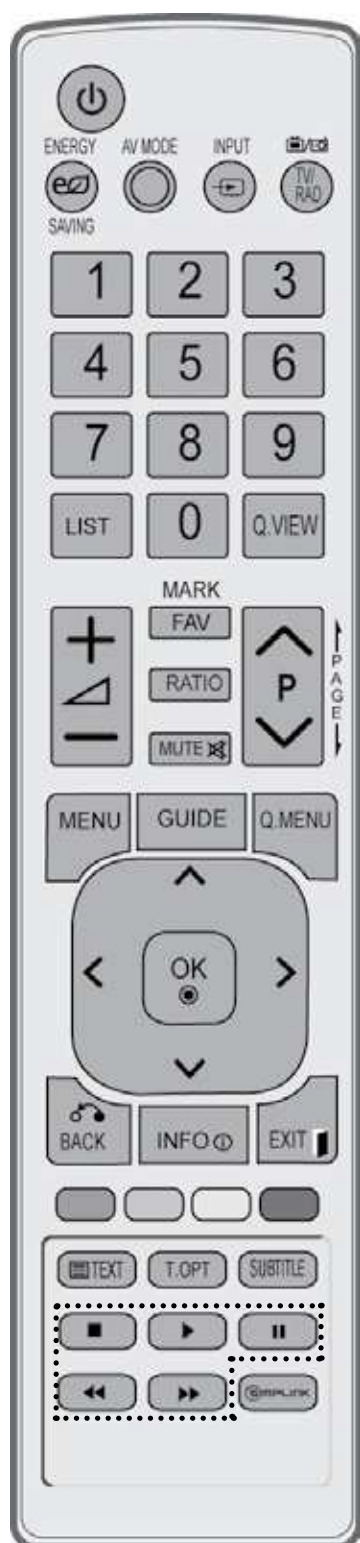 ENERGY AV MODE INPUT
TV/
RAD
SAVING
1 2 3
4 5 6
7 8 9
LIST 0 Q.VIEW
MARK
FAV
RATIO
P
PAGE
MUTE
MENU GUIDE Q.MENU
OK
BACK INFO EXIT
TEXT T.OPT SUBTITLE
SIMPLINK